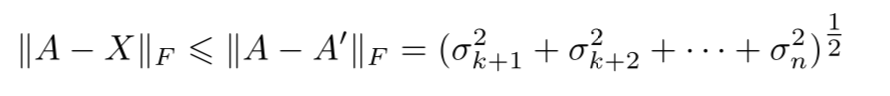 ‖A − X‖_F ⩽ ‖A − A′‖_F = (σ²_{k+1} + σ²_{k+2} + ⋯ + σ²_n)^{1/2}